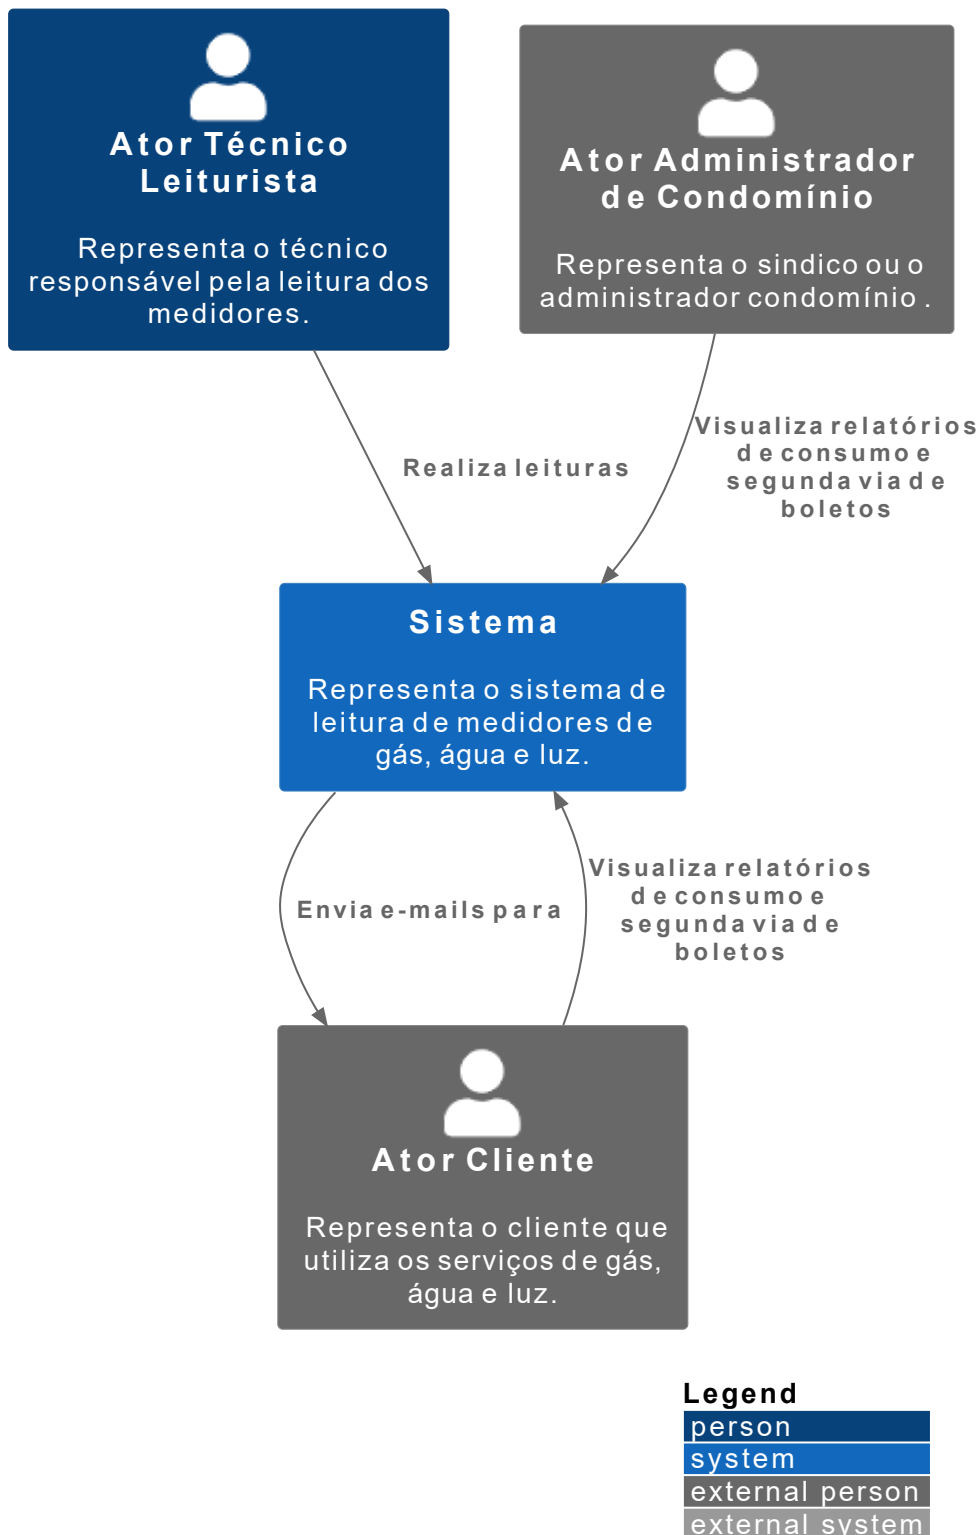 Ator Técnico
Leiturista
Representa o técnico
responsável pela leitura dos
medidores.
Ator Administrador
de Condomínio
Representa o sindico ou o
administrador condomínio .
Realiza leituras
Visualiza relatórios
de consumo e
segunda via de
boletos
Sistema
Representa o sistema de
leitura de medidores de
gás, água e luz.
Envia e-mails para
Visualiza relatórios
de consumo e
segunda via de
boletos
Ator Cliente
Representa o cliente que
utiliza os serviços de gás,
água e luz.
Legend
person
system
external person
external system